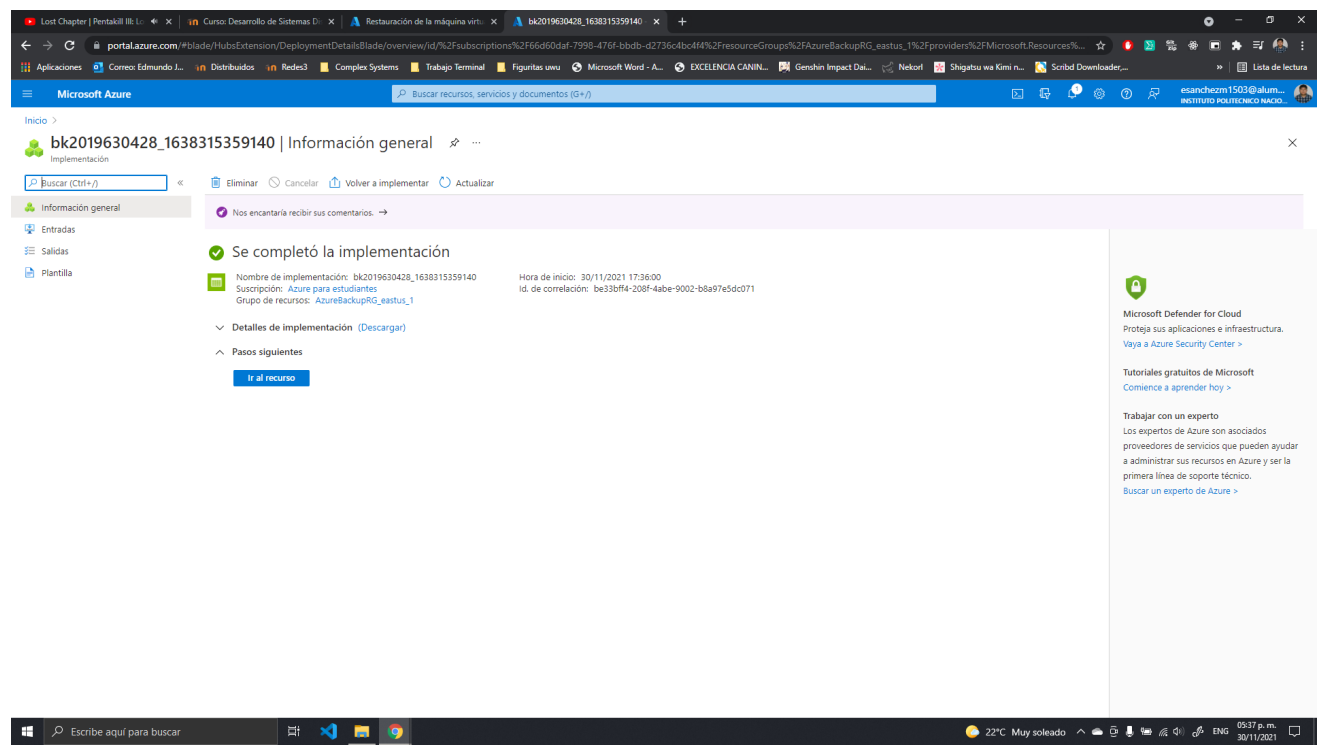 Lost Chapter | Pentakill III: Lo
Curso: Desarrollo de Sistemas Di
Restauración de la máquina virtu
bk2019630428_1638315359140 -
portal.azure.com/#blade/HubsExtension/DeploymentDetailsBlade/overview/id/%2Fsubscriptions%2F66d60daf-7998-476f-bbdb-d2736c4bc4f4%2FresourceGroups%2FAzureBackupRG_eastus_1%2Fproviders%2FMicrosoft.Resources%...
Aplicaciones
Correo: Edmundo J...
Distribuidos
Redes3
Complex Systems
Trabajo Terminal
Figuritas uwu
Microsoft Word - A...
EXCELENCIA CANIN...
Genshin Impact Dai...
Nekori
Shigatsu wa Kimi n...
Scribd Downloader,...
»
Lista de lectura
Microsoft Azure
Buscar recursos, servicios y documentos (G+/)
1
esanchezm1503@alum...
INSTITUTO POLITECNICO NACIO...
Inicio >
bk2019630428_1638315359140 | Información general
Implementación
Buscar (Ctrl+/)
«
Eliminar
Cancelar
Volver a implementar
Actualizar
Información general
Entradas
Salidas
Plantilla
Nos encantaría recibir sus comentarios. →
Se completó la implementación
Nombre de implementación: bk2019630428_1638315359140
Suscripción: Azure para estudiantes
Grupo de recursos: AzureBackupRG_eastus_1
Hora de inicio: 30/11/2021 17:36:00
Id. de correlación: be33bff4-208f-4abe-9002-b8a97e5dc071
Detalles de implementación (Descargar)
Pasos siguientes
Ir al recurso
Microsoft Defender for Cloud
Proteja sus aplicaciones e infraestructura.
Vaya a Azure Security Center >
Tutoriales gratuitos de Microsoft
Comience a aprender hoy >
Trabajar con un experto
Los expertos de Azure son asociados
proveedores de servicios que pueden ayudar
a administrar sus recursos en Azure y ser la
primera línea de soporte técnico.
Buscar un experto de Azure >
Escribe aquí para buscar
22°C Muy soleado
ENG
05:37 p. m.
30/11/2021